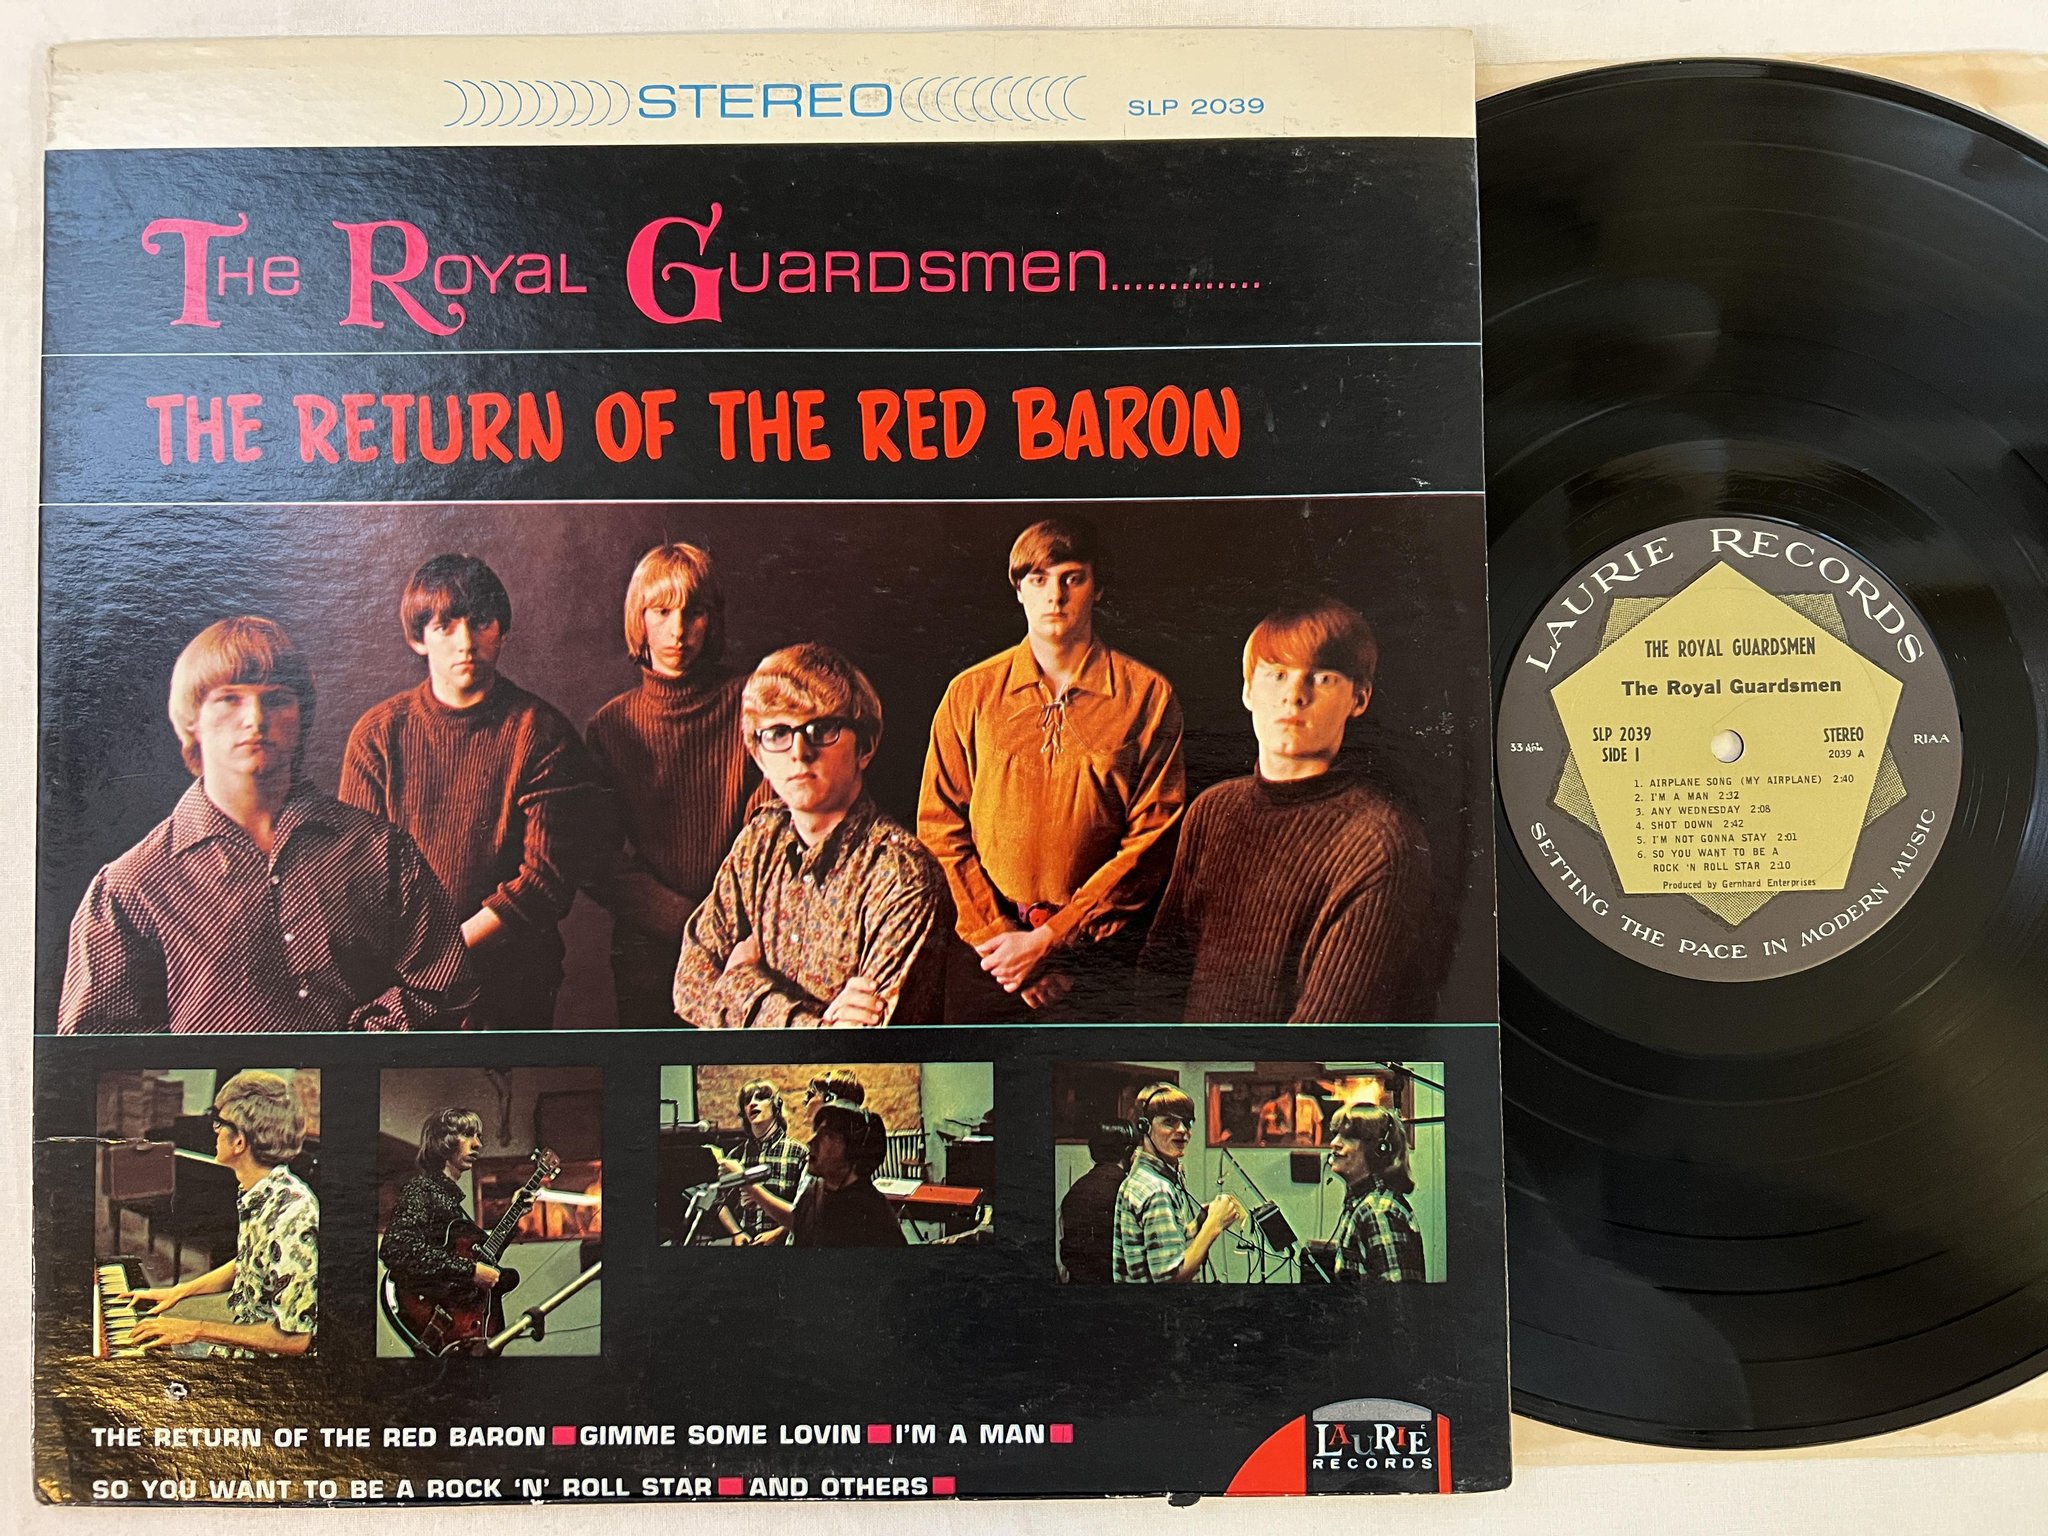 STEREO SLP 2039
The Royal Guardsmen.............
THE RETURN OF THE RED BARON
THE RETURN OF THE RED BARON GIMME SOME LOVIN I'M A MAN
SO YOU WANT TO BE A ROCK 'N' ROLL STAR AND OTHERS
LAURIE
RECORDS
LAURIE RECORDS
THE ROYAL GUARDSMEN
The Royal Guardsmen
SLP 2039 STEREO
SIDE 1 2039 A
33 RIAA
1. AIRPLANE SONG (MY AIRPLANE) 2:40
2. I'M A MAN 2:32
3. ANY WEDNESDAY 2:08
4. SHOT DOWN 2:42
5. I'M NOT GONNA STAY 2:01
6. SO YOU WANT TO BE A
ROCK 'N ROLL STAR 2:10
Produced by Gernhard Enterprises
SETTING THE PACE IN MODERN MUSIC